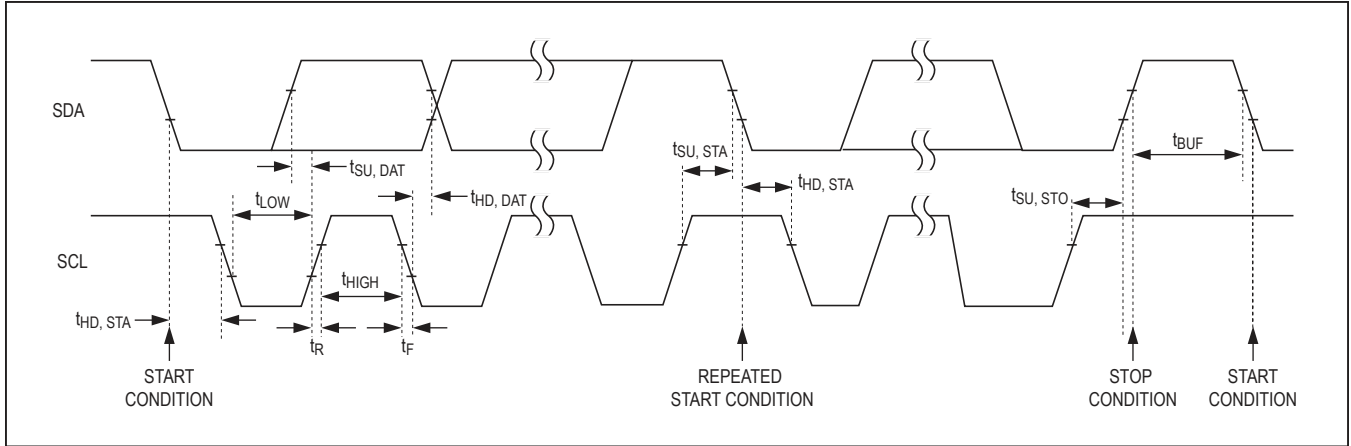 SDA
tSU, DAT
tSU, STA
tBUF
tHD, STA
tHD, DAT
tLOW
tSU, STO
SCL
tHIGH
tHD, STA
tR
tF
START
CONDITION
REPEATED
START CONDITION
STOP
CONDITION
START
CONDITION